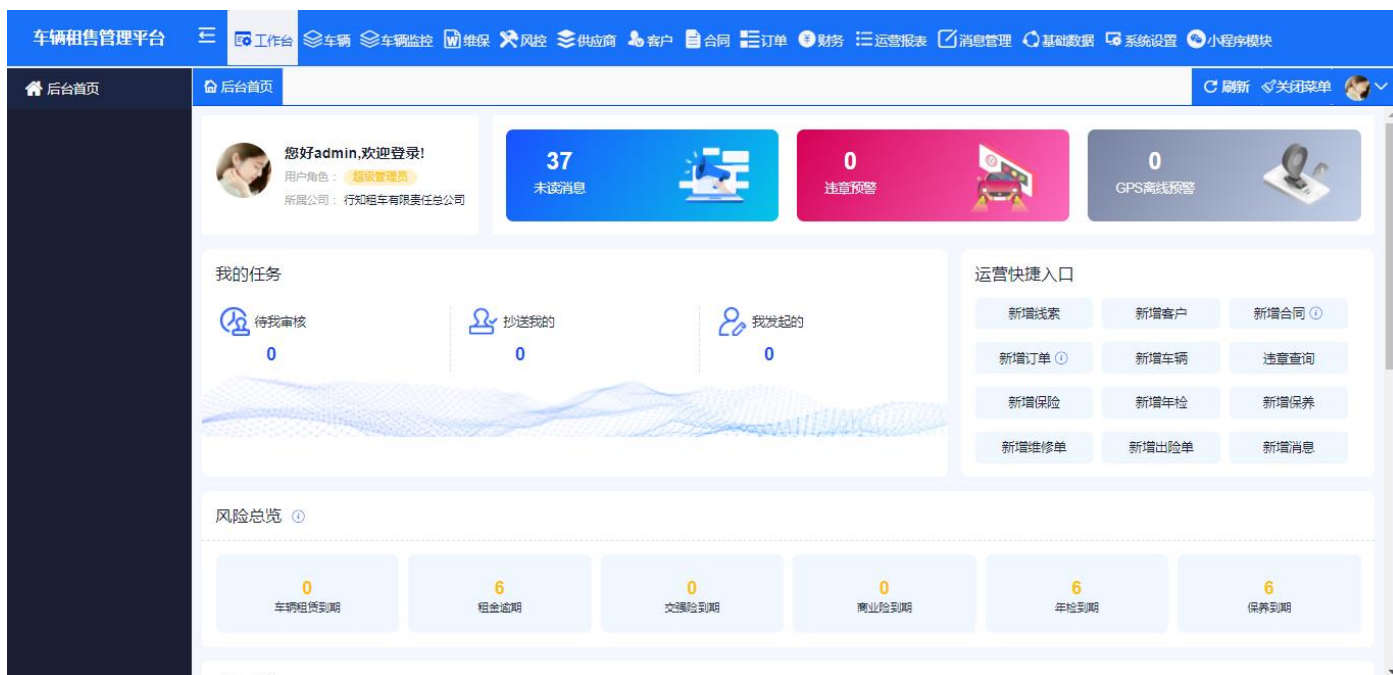 车辆租售管理平台 工作台 车辆 车辆监控 维保 风控 供应商 客户 合同 订单 财务 运营报表 消息管理 基础数据 系统设置 小程序模块
后台首页 后台首页 刷新 关闭菜单
您好admin,欢迎登录!
用户角色： 超级管理员
所属公司： 行知租车有限责任总公司
37
未读消息
0
违章预警
0
GPS离线预警
我的任务
待我审核
0
抄送我的
0
我发起的
0
运营快捷入口
新增线索 新增客户 新增合同
新增订单 新增车辆 违章查询
新增保险 新增年检 新增保养
新增维修单 新增出险单 新增消息
风险总览
0 6 0 0 6 6
车辆租赁到期 租金逾期 交强险到期 商业险到期 年检到期 保养到期